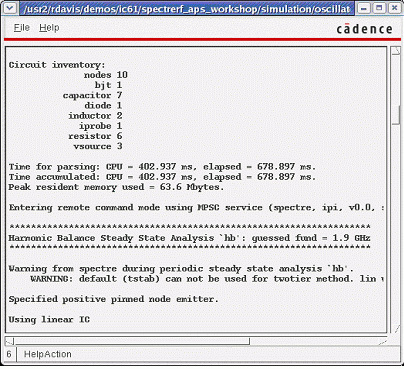 /usr2/rdavis/demos/ic61/spectrerf_aps_workshop/simulation/oscillat
File Help cādence
Circuit inventory:
nodes 10
bjt 1
capacitor 7
diode 1
inductor 2
iprobe 1
resistor 6
vsource 3
Time for parsing: CPU = 402.937 ms, elapsed = 678.897 ms.
Time accumulated: CPU = 402.937 ms, elapsed = 678.897 ms.
Peak resident memory used = 63.6 Mbytes.
Entering remote command mode using MPSC service (spectre, ipi, v0.0, s
******************************************************************
Harmonic Balance Steady State Analysis `hb': guessed fund = 1.9 GHz
******************************************************************
Warning from spectre during periodic steady state analysis `hb'.
WARNING: default (tstab) can not be used for twotier method. lin w
Specified positive pinned node emitter.
Using linear IC
6 HelpAction